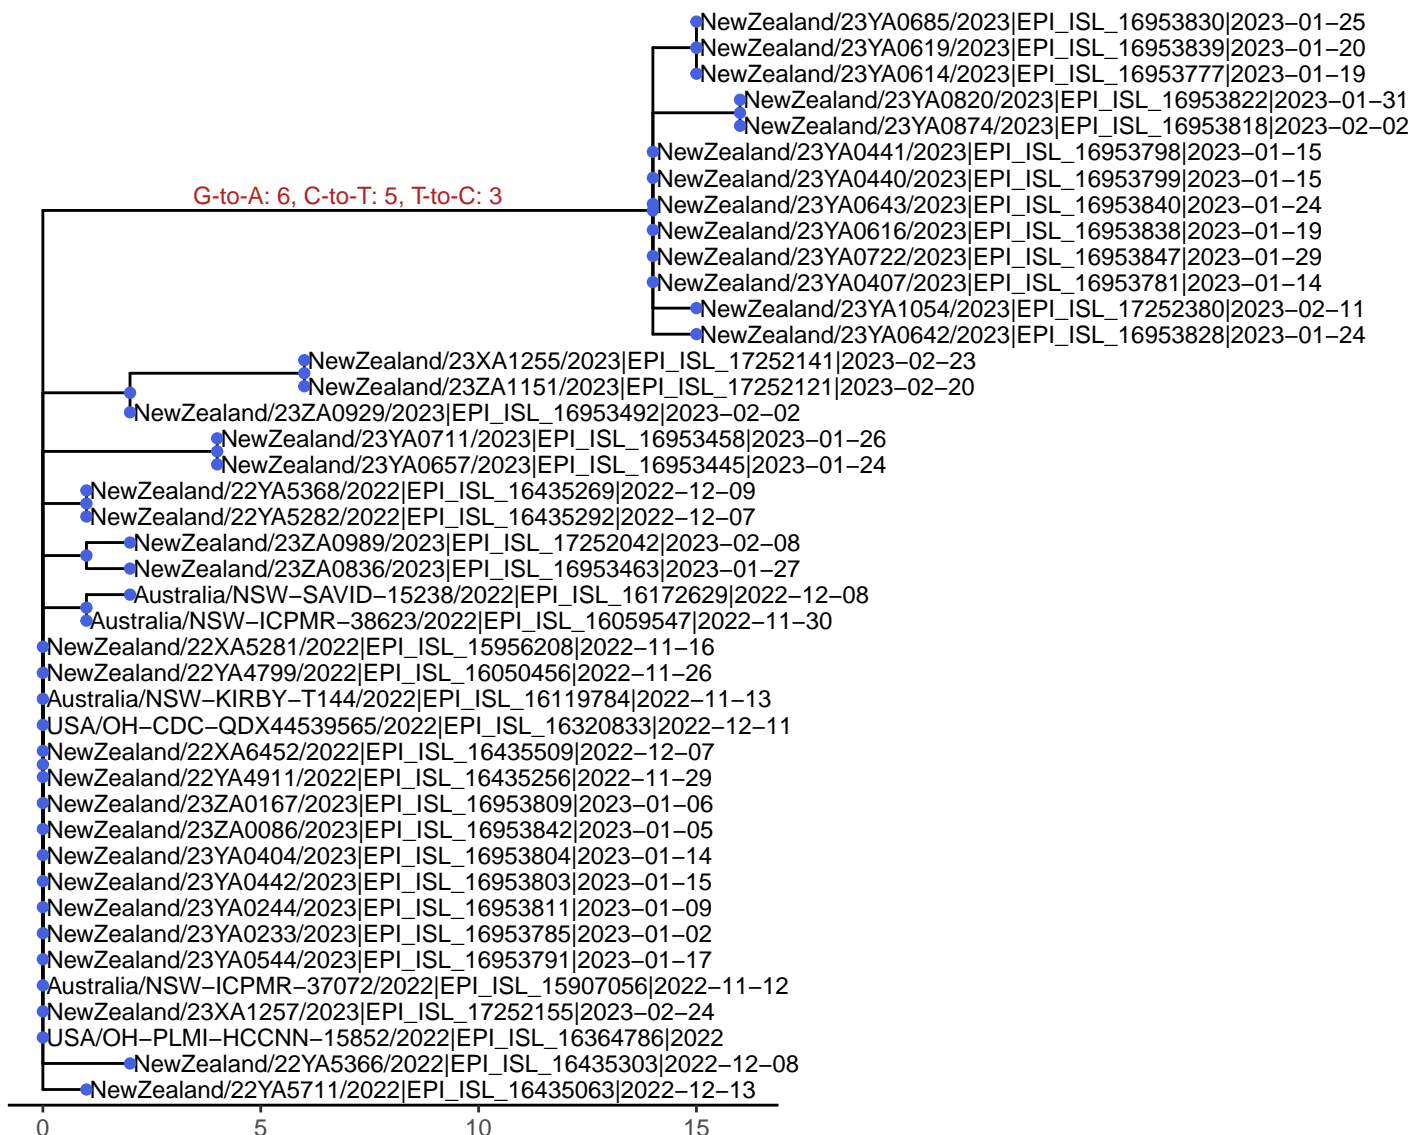 NewZealand/23YA0685/2023|EPI_ISL_16953830|2023−01−25
NewZealand/23YA0619/2023|EPI_ISL_16953839|2023−01−20
NewZealand/23YA0614/2023|EPI_ISL_16953777|2023−01−19
NewZealand/23YA0820/2023|EPI_ISL_16953822|2023−01−31
NewZealand/23YA0874/2023|EPI_ISL_16953818|2023−02−02
NewZealand/23YA0441/2023|EPI_ISL_16953798|2023−01−15
NewZealand/23YA0440/2023|EPI_ISL_16953799|2023−01−15
G-to-A: 6, C-to-T: 5, T-to-C: 3
NewZealand/23YA0643/2023|EPI_ISL_16953840|2023−01−24
NewZealand/23YA0616/2023|EPI_ISL_16953838|2023−01−19
NewZealand/23YA0722/2023|EPI_ISL_16953847|2023−01−29
NewZealand/23YA0407/2023|EPI_ISL_16953781|2023−01−14
NewZealand/23YA1054/2023|EPI_ISL_17252380|2023−02−11
NewZealand/23YA0642/2023|EPI_ISL_16953828|2023−01−24
NewZealand/23XA1255/2023|EPI_ISL_17252141|2023−02−23
NewZealand/23ZA1151/2023|EPI_ISL_17252121|2023−02−20
NewZealand/23ZA0929/2023|EPI_ISL_16953492|2023−02−02
NewZealand/23YA0711/2023|EPI_ISL_16953458|2023−01−26
NewZealand/23YA0657/2023|EPI_ISL_16953445|2023−01−24
NewZealand/22YA5368/2022|EPI_ISL_16435269|2022−12−09
NewZealand/22YA5282/2022|EPI_ISL_16435292|2022−12−07
NewZealand/23ZA0989/2023|EPI_ISL_17252042|2023−02−08
NewZealand/23ZA0836/2023|EPI_ISL_16953463|2023−01−27
Australia/NSW−SAVID−15238/2022|EPI_ISL_16172629|2022−12−08
Australia/NSW−ICPMR−38623/2022|EPI_ISL_16059547|2022−11−30
NewZealand/22XA5281/2022|EPI_ISL_15956208|2022−11−16
NewZealand/22YA4799/2022|EPI_ISL_16050456|2022−11−26
Australia/NSW−KIRBY−T144/2022|EPI_ISL_16119784|2022−11−13
USA/OH−CDC−QDX44539565/2022|EPI_ISL_16320833|2022−12−11
NewZealand/22XA6452/2022|EPI_ISL_16435509|2022−12−07
NewZealand/22YA4911/2022|EPI_ISL_16435256|2022−11−29
NewZealand/23ZA0167/2023|EPI_ISL_16953809|2023−01−06
NewZealand/23ZA0086/2023|EPI_ISL_16953842|2023−01−05
NewZealand/23YA0404/2023|EPI_ISL_16953804|2023−01−14
NewZealand/23YA0442/2023|EPI_ISL_16953803|2023−01−15
NewZealand/23YA0244/2023|EPI_ISL_16953811|2023−01−09
NewZealand/23YA0233/2023|EPI_ISL_16953785|2023−01−02
NewZealand/23YA0544/2023|EPI_ISL_16953791|2023−01−17
Australia/NSW−ICPMR−37072/2022|EPI_ISL_15907056|2022−11−12
NewZealand/23XA1257/2023|EPI_ISL_17252155|2023−02−24
USA/OH−PLMI−HCCNN−15852/2022|EPI_ISL_16364786|2022
NewZealand/22YA5366/2022|EPI_ISL_16435303|2022−12−08
NewZealand/22YA5711/2022|EPI_ISL_16435063|2022−12−13
0 5 10 15